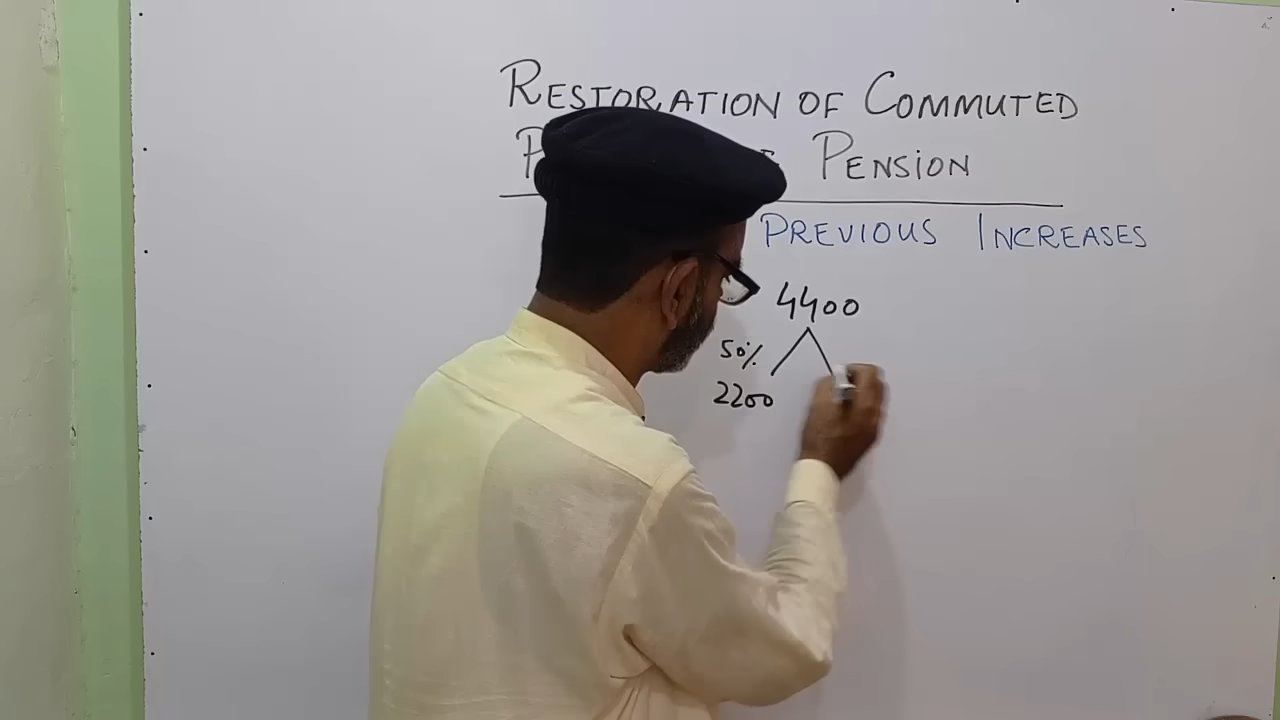 RESTORATION OF COMMUTED
PENSION
PREVIOUS INCREASES
4400
50%
2200